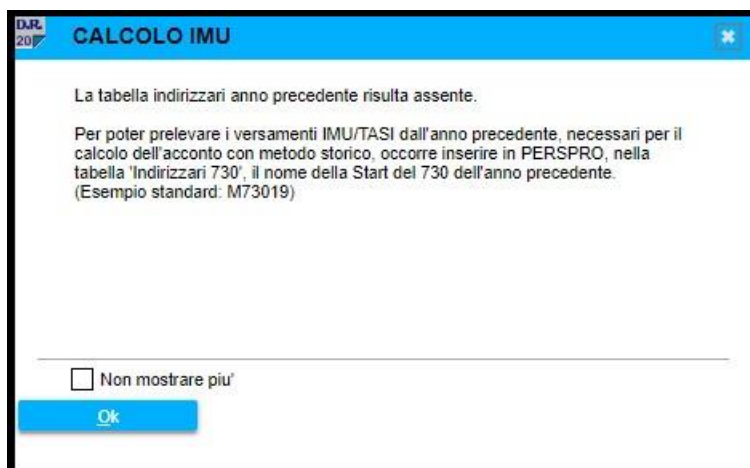 D.R.
20
CALCOLO IMU
La tabella indirizzari anno precedente risulta assente.
Per poter prelevare i versamenti IMU/TASI dall'anno precedente, necessari per il
calcolo dell'acconto con metodo storico, occorre inserire in PERSPRO, nella
tabella 'Indirizzari 730', il nome della Start del 730 dell'anno precedente.
(Esempio standard: M73019)
Non mostrare piu'
Ok